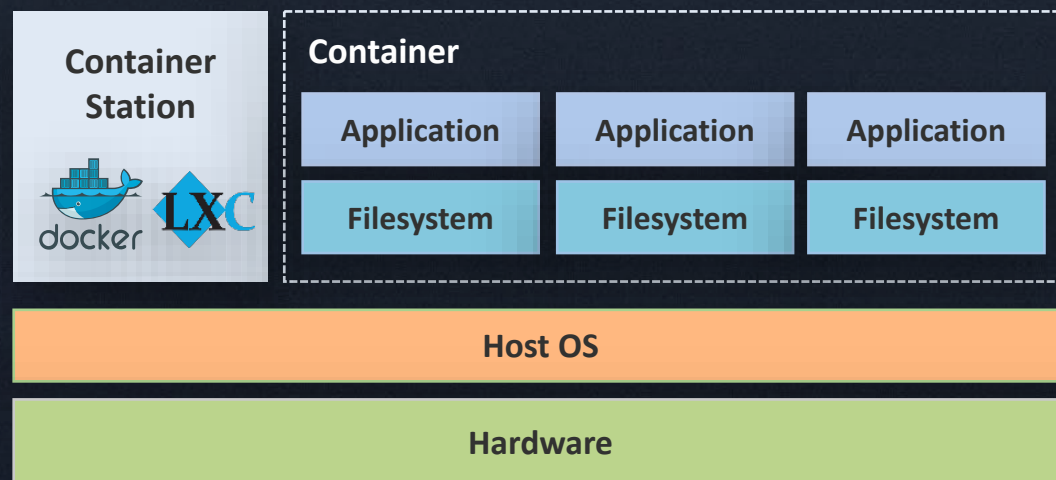 Container
Station
docker
LXC
Container
Application
Application
Application
Filesystem
Filesystem
Filesystem
Host OS
Hardware